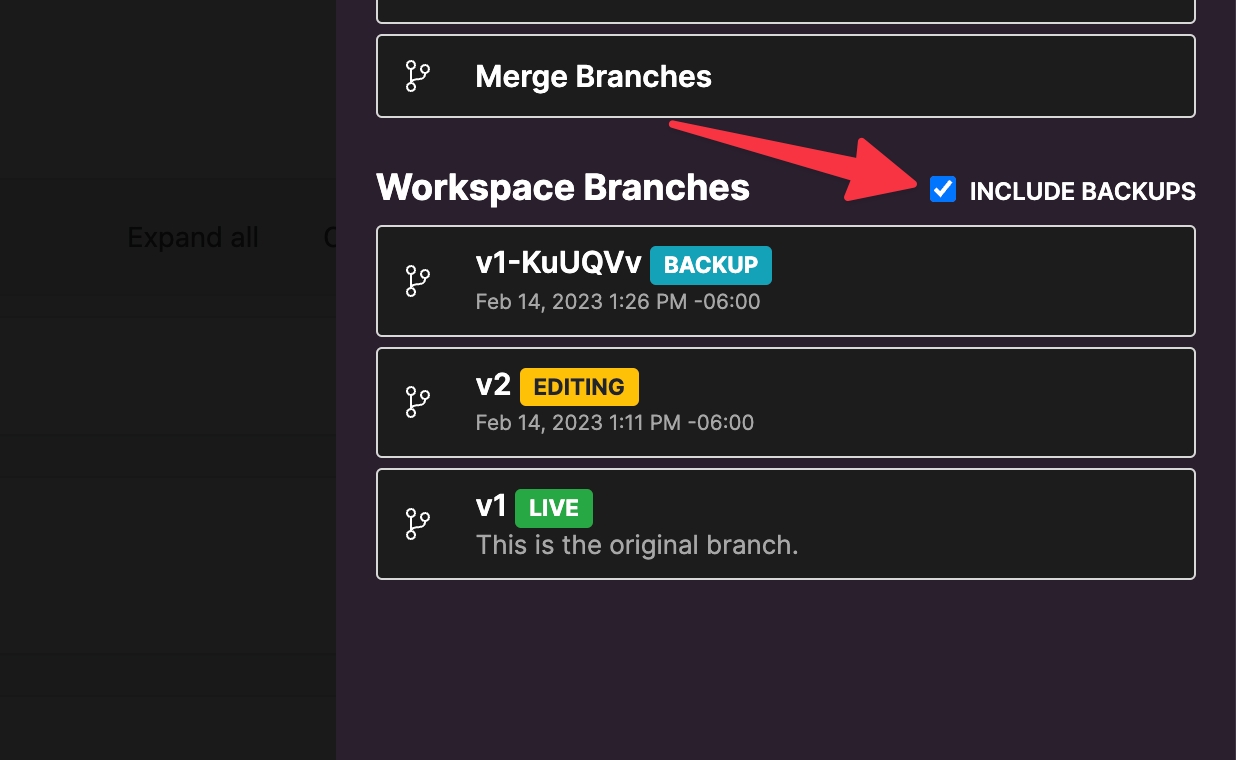 Merge Branches
Workspace Branches
INCLUDE BACKUPS
Expand all
v1-KuUQVv BACKUP
Feb 14, 2023 1:26 PM -06:00
v2 EDITING
Feb 14, 2023 1:11 PM -06:00
v1 LIVE
This is the original branch.